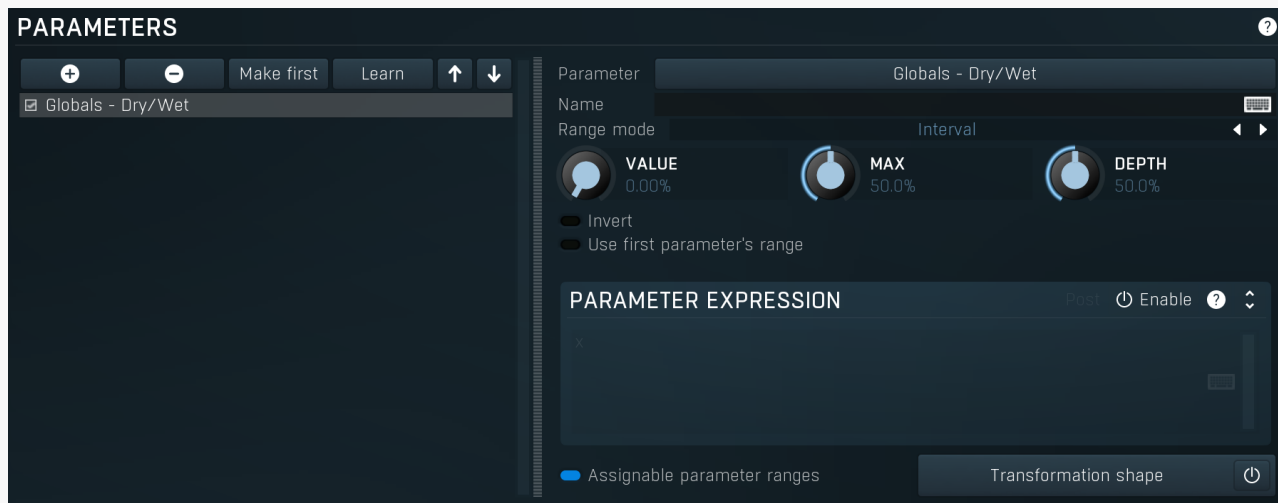 PARAMETERS ?
Make first Learn
Globals - Dry/Wet
Parameter Globals - Dry/Wet
Name
Range mode Interval
VALUE MAX DEPTH
0.00% 50.0% 50.0%
Invert
Use first parameter's range
PARAMETER EXPRESSION Post Enable ?
x
Assignable parameter ranges Transformation shape